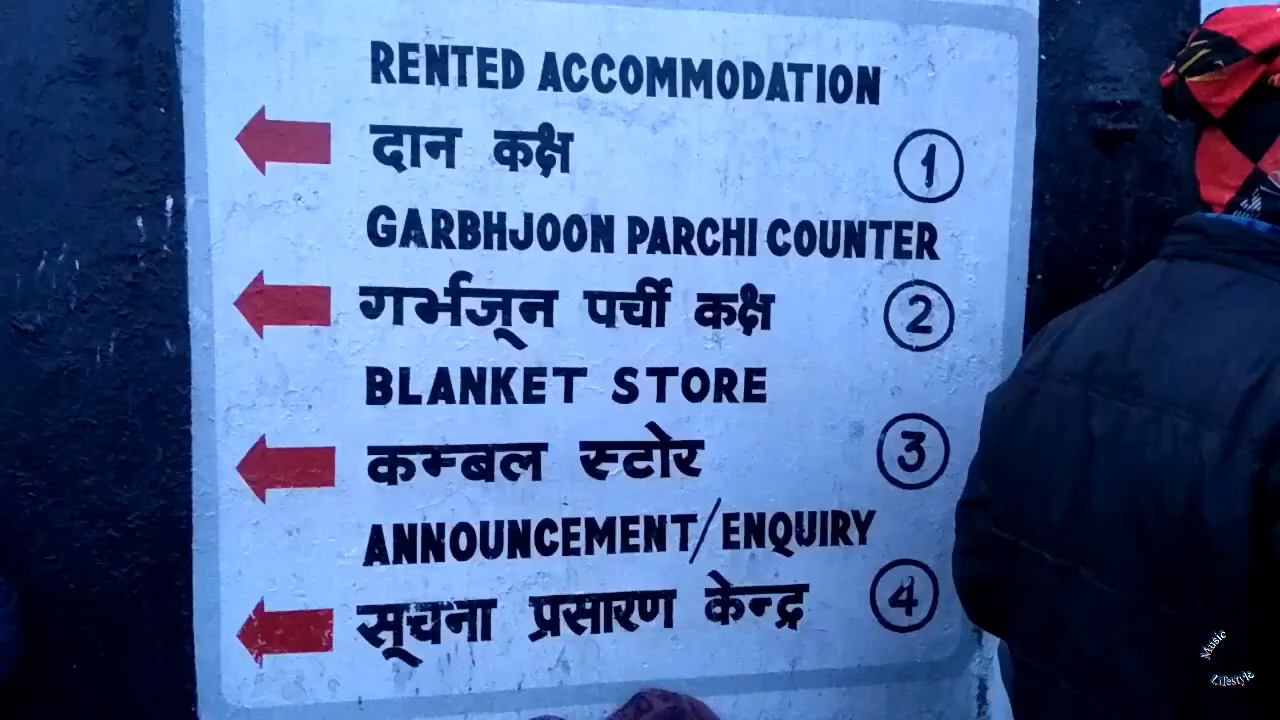 RENTED ACCOMMODATION
दान कक्ष 1
GARBHJOON PARCHI COUNTER
गर्भजून पर्ची कक्ष 2
BLANKET STORE
कम्बल स्टोर 3
ANNOUNCEMENT/ENQUIRY
सूचना प्रसारण केन्द्र 4
Music
Lifestyle